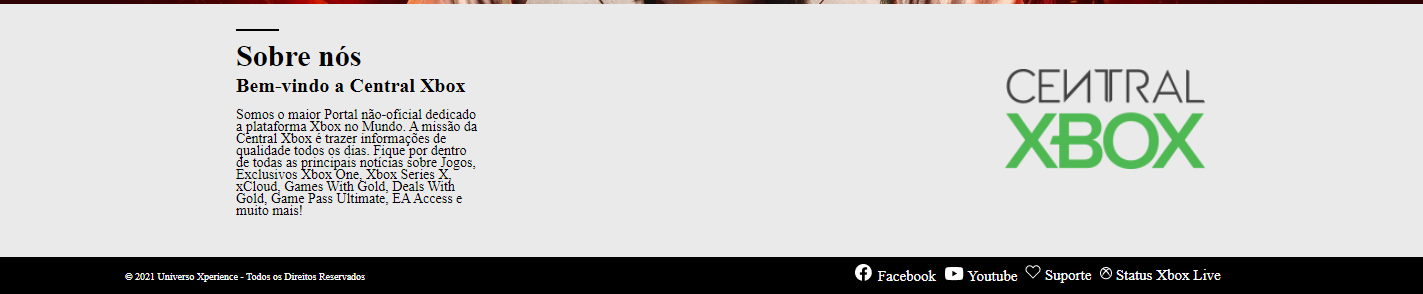 Sobre nós
Bem-vindo a Central Xbox
Somos o maior Portal não-oficial dedicado
a plataforma Xbox no Mundo. A missão da
Central Xbox é trazer informações de
qualidade todos os dias. Fique por dentro
de todas as principais notícias sobre Jogos,
Exclusivos Xbox One, Xbox Series X,
xCloud, Games With Gold, Deals With
Gold, Game Pass Ultimate, EA Access e
muito mais!
CENTRAL
XBOX
© 2021 Universo Xperience - Todos os Direitos Reservados
Facebook Youtube Suporte Status Xbox Live